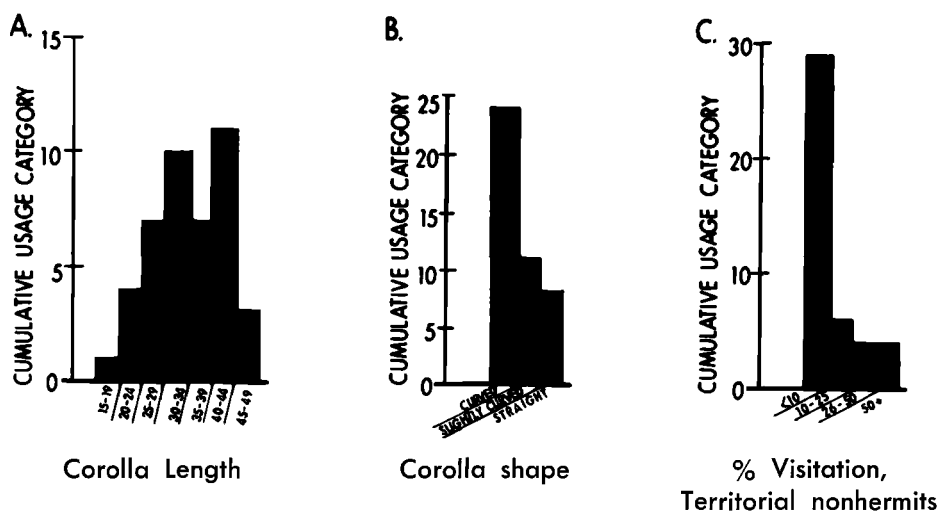 A.
15
10
5
0
CUMULATIVE USAGE CATEGORY
15-19
20-24
25-29
30-34
35-39
40-44
45-49
Corolla Length
B.
25
20
15
10
5
0
CUMULATIVE USAGE CATEGORY
CURVED
SLIGHTLY CURVED
STRAIGHT
Corolla shape
C.
30
20
10
0
CUMULATIVE USAGE CATEGORY
<10
10-25
26-50
50+
% Visitation,
Territorial nonhermits